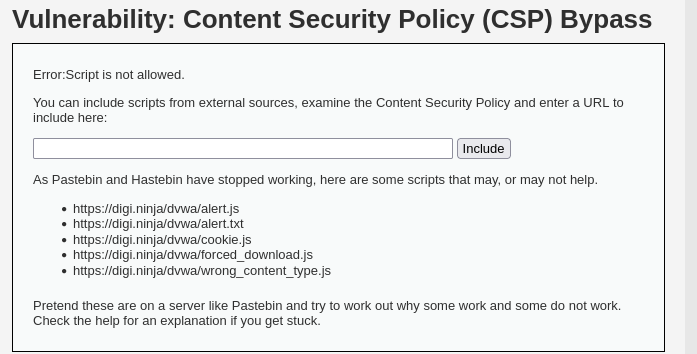 Vulnerability: Content Security Policy (CSP) Bypass
Error:Script is not allowed.
You can include scripts from external sources, examine the Content Security Policy and enter a URL to
include here:
Include
As Pastebin and Hastebin have stopped working, here are some scripts that may, or may not help.
• https://digi.ninja/dvwa/alert.js
• https://digi.ninja/dvwa/alert.txt
• https://digi.ninja/dvwa/cookie.js
• https://digi.ninja/dvwa/forced_download.js
• https://digi.ninja/dvwa/wrong_content_type.js
Pretend these are on a server like Pastebin and try to work out why some work and some do not work.
Check the help for an explanation if you get stuck.